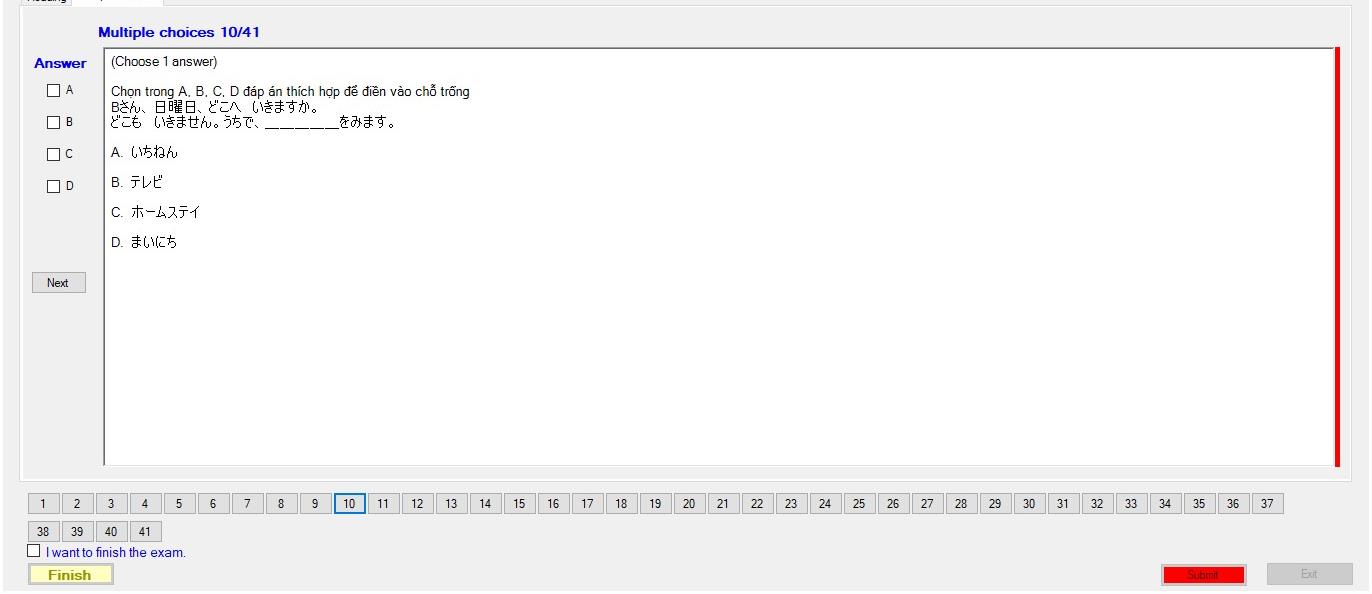 Multiple choices 10/41
Answer
(Choose 1 answer)
A
Chọn trong A, B, C, D đáp án thích hợp để điền vào chỗ trống
Bさん、日曜日、どこへ いきますか。
B
どこも いきません。うちで、___________をみます。
C
A. いちねん
D
B. テレビ
C. ホームステイ
D. まいにち
Next
1 2 3 4 5 6 7 8 9 10 11 12 13 14 15 16 17 18 19 20 21 22 23 24 25 26 27 28 29 30 31 32 33 34 35 36 37
38 39 40 41
I want to finish the exam.
Finish
Submit
Exit